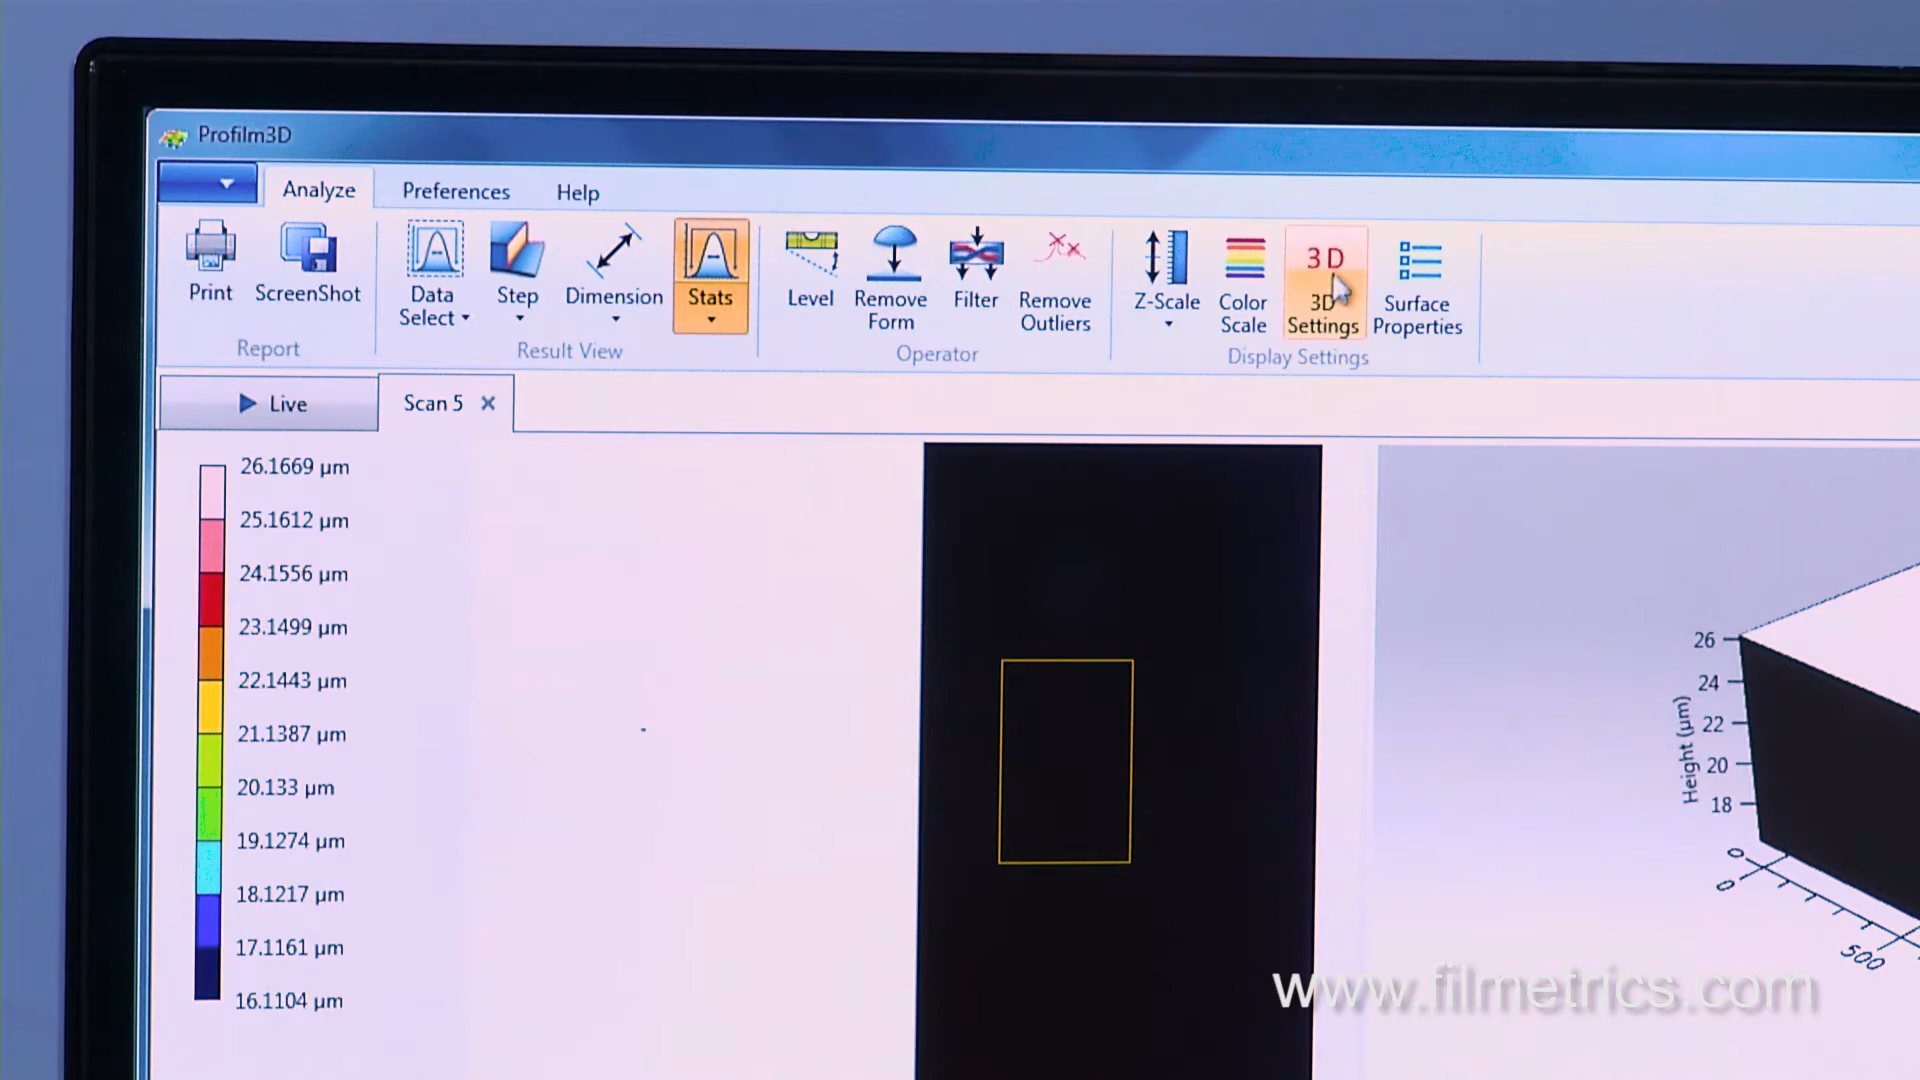 Profilm3D
Analyze
Preferences
Help
Print
ScreenShot
Report
Data
Select
Step
Dimension
Stats
Result View
Level
Remove
Form
Filter
Remove
Outliers
Operator
Z-Scale
Color
Scale
3D
3D
Settings
Surface
Properties
Display Settings
Live
Scan 5
26.1669 µm
25.1612 µm
24.1556 µm
23.1499 µm
22.1443 µm
21.1387 µm
20.133 µm
19.1274 µm
18.1217 µm
17.1161 µm
16.1104 µm
Height (µm)
26
24
22
20
18
0
0
500
www.filmetrics.com